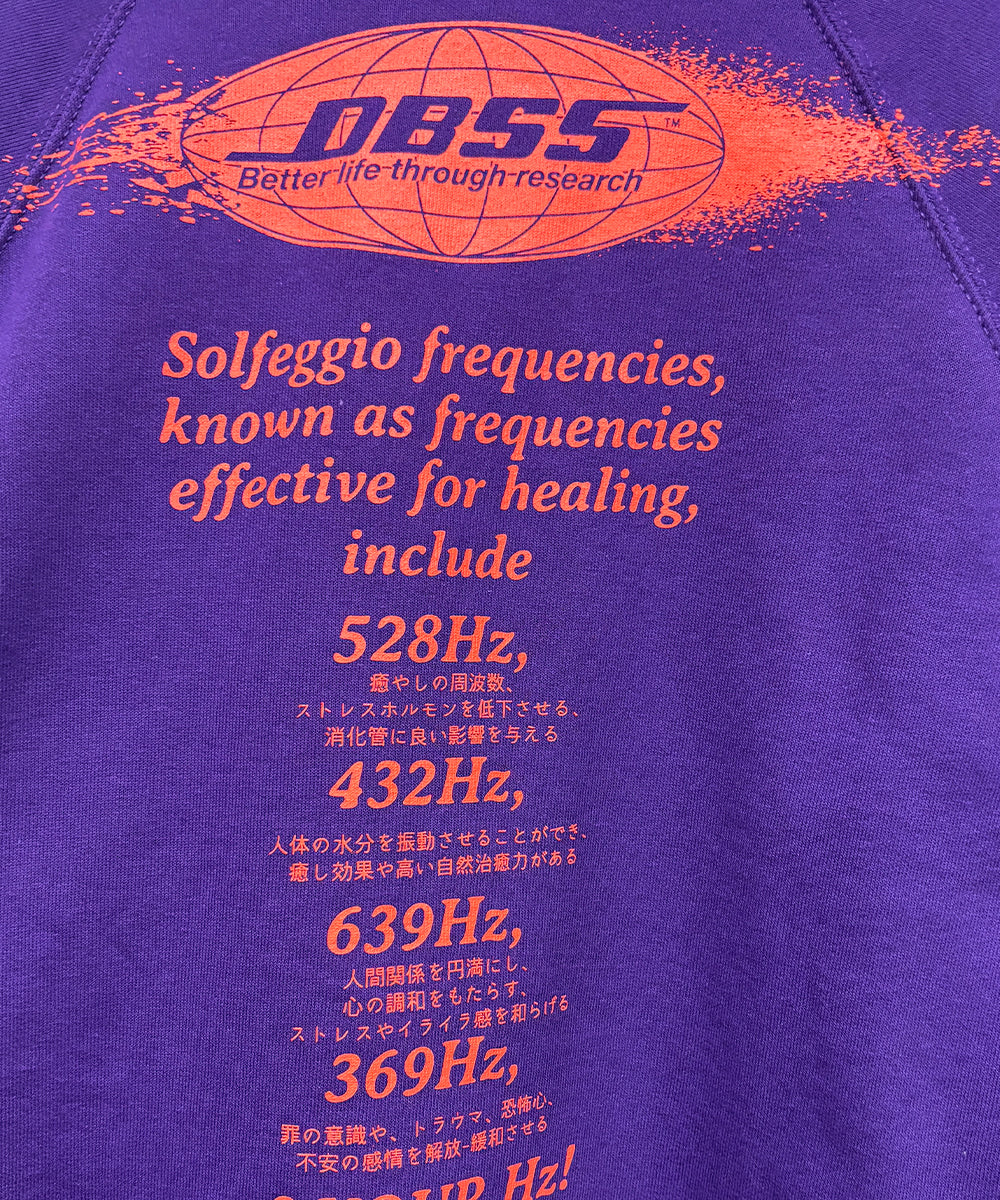 DBSS™
Better life through research
Solfeggio frequencies,
known as frequencies
effective for healing,
include
528Hz,
癒やしの周波数、
ストレスホルモンを低下させる、
消化管に良い影響を与える
432Hz,
人体の水分を振動させることができ、
癒し効果や高い自然治癒力がある
639Hz,
人間関係を円満にし、
心の調和をもたらす、
ストレスやイライラ感を和らげる
369Hz,
罪の意識や、トラウマ、恐怖心、
不安の感情を解放-緩和させる
YOUR Hz!